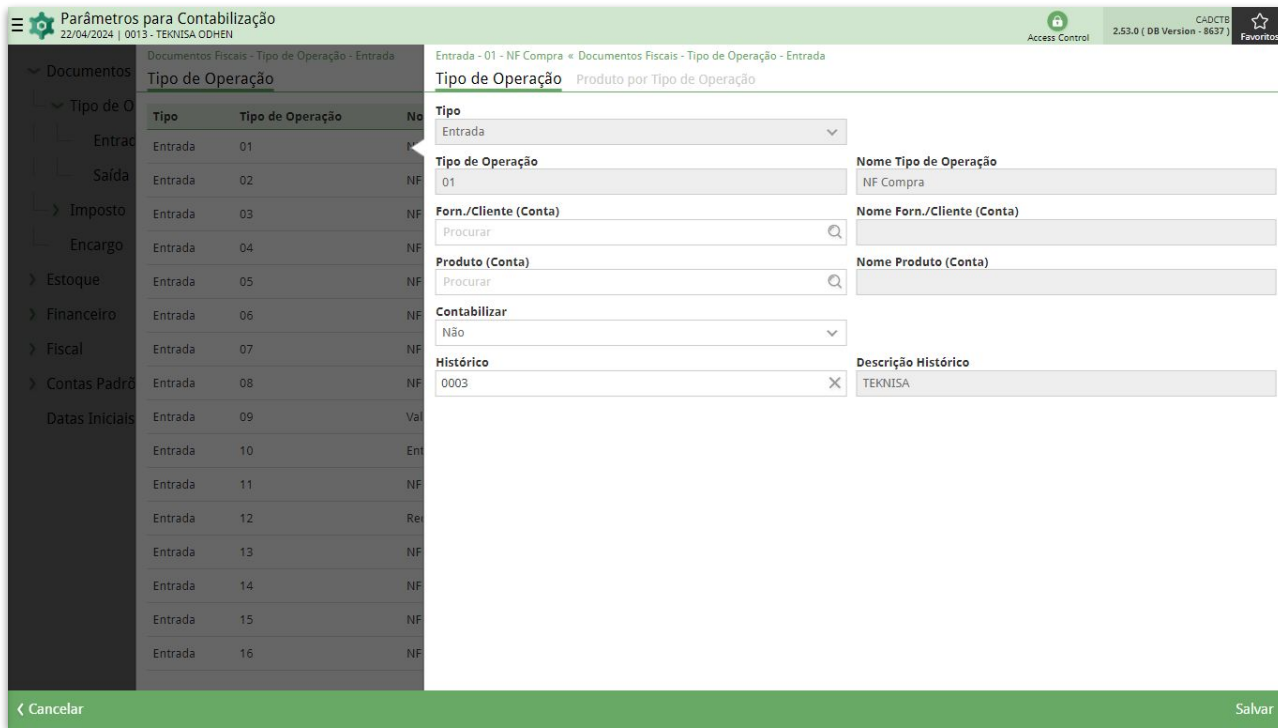 Parâmetros para Contabilização
22/04/2024 | 0013 - TEKNISA ODHEN
Access Control
CADCTB
2.53.0 ( DB Version - 8637 )
Favoritos
Documentos
Tipo de O
Entrad
Saída
Imposto
Encargo
Estoque
Financeiro
Fiscal
Contas Padrõ
Datas Iniciais
Documentos Fiscais - Tipo de Operação - Entrada
Tipo de Operação
Tipo Tipo de Operação No
Entrada 01
Entrada 02 NF
Entrada 03 NF
Entrada 04 NF
Entrada 05 NF
Entrada 06 NF
Entrada 07 NF
Entrada 08 NF
Entrada 09 Val
Entrada 10 Ent
Entrada 11 NF
Entrada 12 Re
Entrada 13 NF
Entrada 14 NF
Entrada 15 NF
Entrada 16 NF
Entrada - 01 - NF Compra « Documentos Fiscais - Tipo de Operação - Entrada
Tipo de Operação Produto por Tipo de Operação
Tipo
Entrada
Tipo de Operação Nome Tipo de Operação
01 NF Compra
Forn./Cliente (Conta) Nome Forn./Cliente (Conta)
Procurar
Produto (Conta) Nome Produto (Conta)
Procurar
Contabilizar
Não
Histórico Descrição Histórico
0003 TEKNISA
Cancelar Salvar